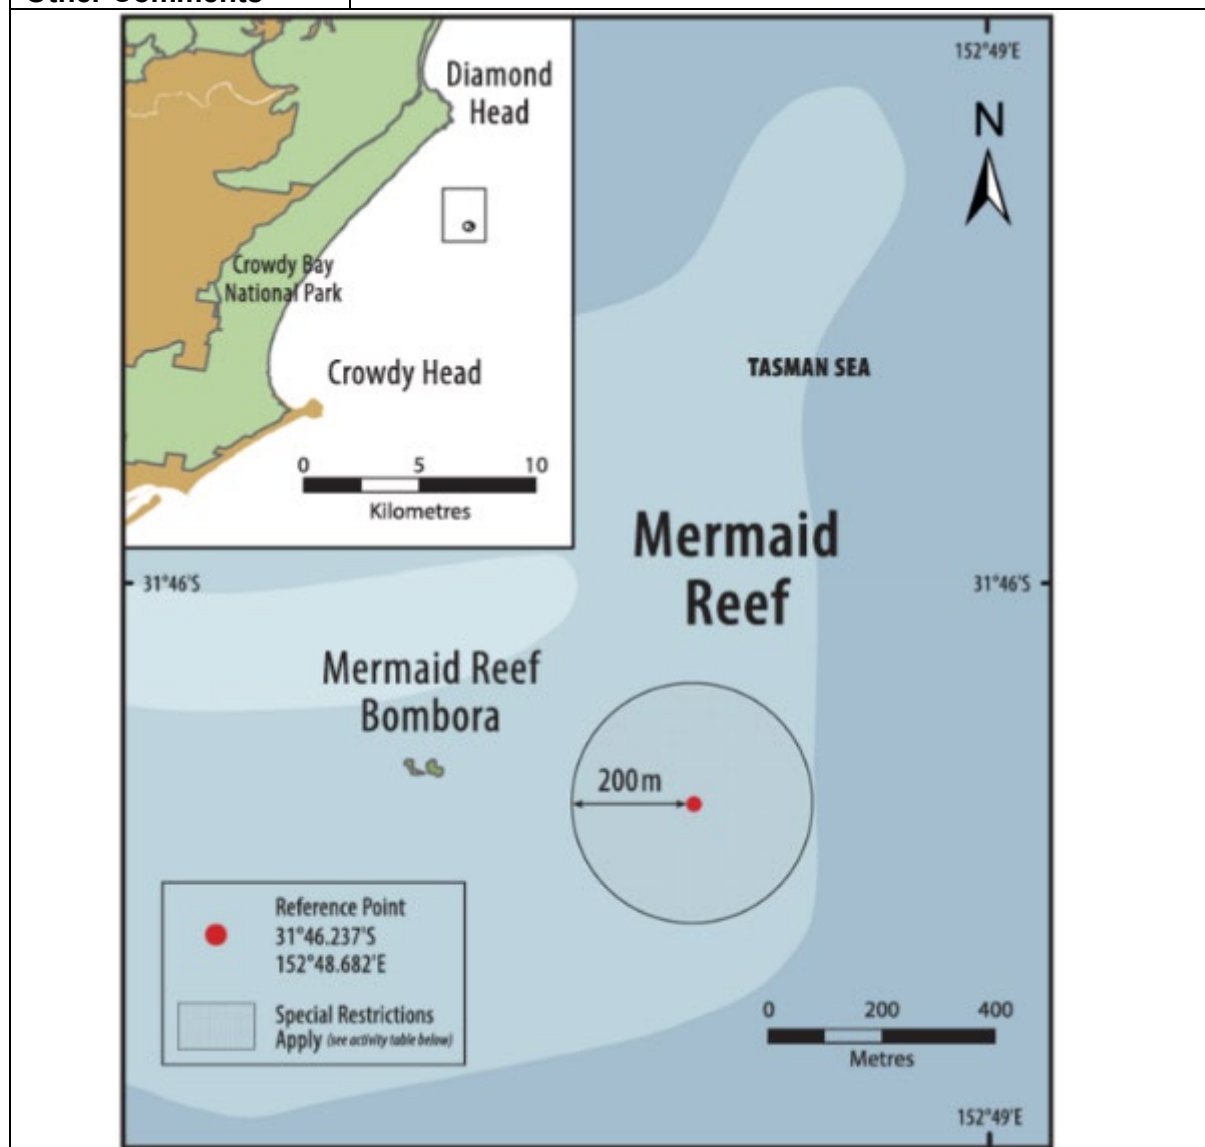 Other Comments
152°49'E
Diamond
Head
N
Crowdy Bay
National Park
TASMAN SEA
Crowdy Head
0 5 10
Kilometres
Mermaid
Reef
31°46'S
31°46'S
Mermaid Reef
Bombora
200 m
Reference Point
31°46.237'S
152°48.682'E
Special Restrictions
Apply (see activity table below)
0 200 400
Metres
152°49'E